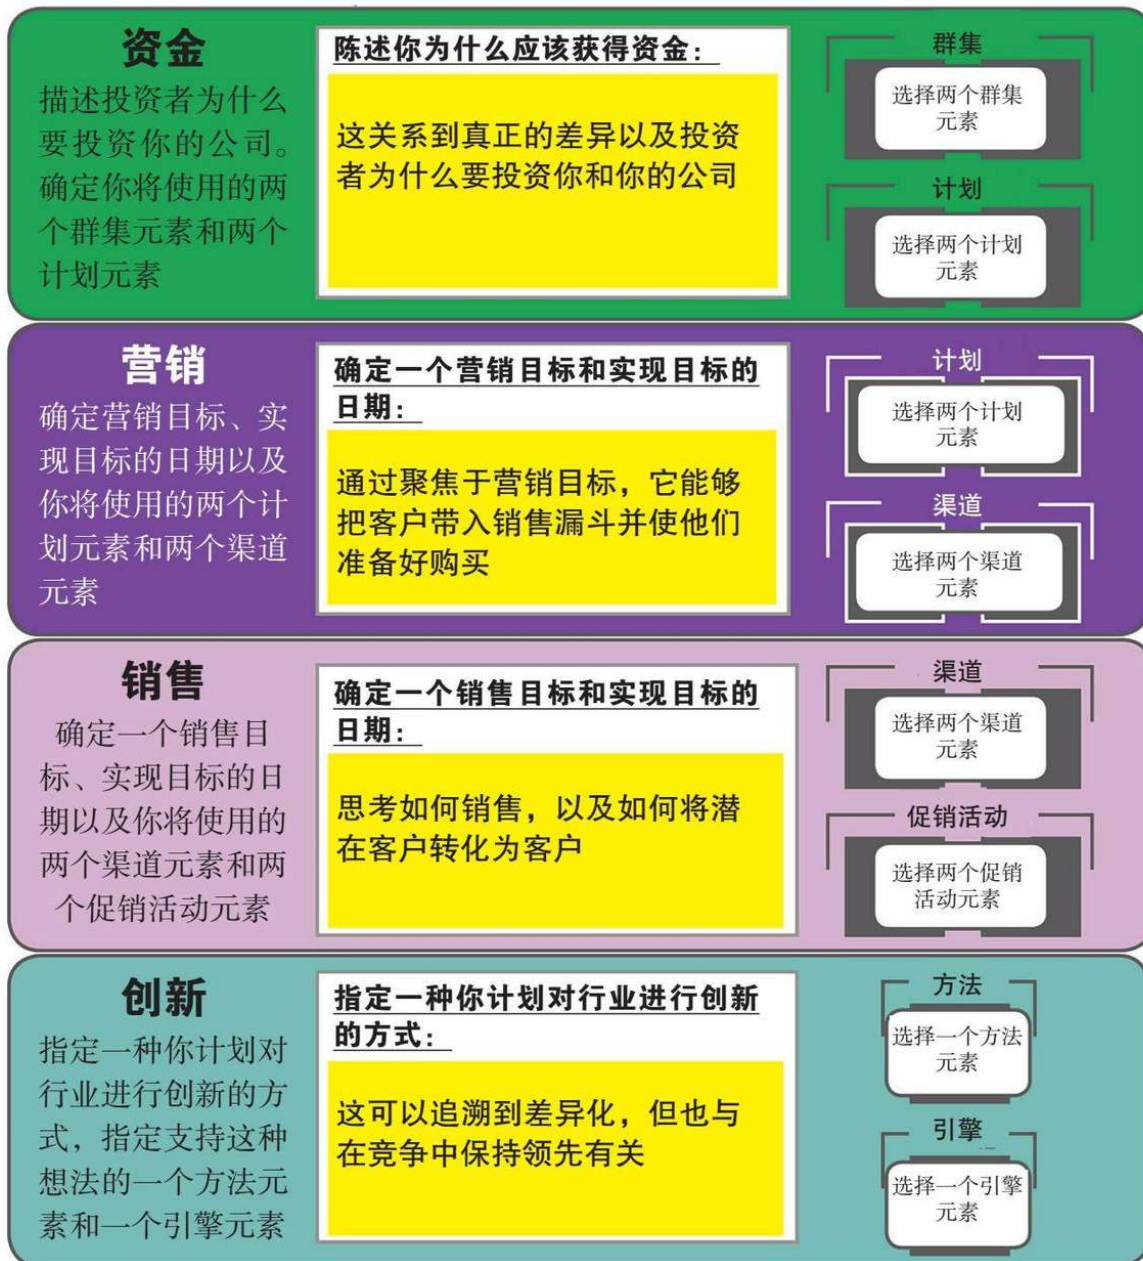 资金
描述投资者为什么
要投资你的公司。
确定你将使用的两
个群集元素和两个
计划元素
陈述你为什么应该获得资金：
这关系到真正的差异以及投资
者为什么要投资你和你的公司
群集
选择两个群集
元素
计划
选择两个计划
元素
营销
确定营销目标、实
现目标的日期以及
你将使用的两个计
划元素和两个渠道
元素
确定一个营销目标和实现目标的
日期：
通过聚焦于营销目标，它能够
把客户带入销售漏斗并使他们
准备好购买
计划
选择两个计划
元素
渠道
选择两个渠道
元素
销售
确定一个销售目
标、实现目标的日
期以及你将使用的
两个渠道元素和两
个促销活动元素
确定一个销售目标和实现目标的
日期：
思考如何销售，以及如何将潜
在客户转化为客户
渠道
选择两个渠道
元素
促销活动
选择两个促销
活动元素
创新
指定一种你计划对
行业进行创新的方
式，指定支持这种
想法的一个方法元
素和一个引擎元素
指定一种你计划对行业进行创新
的方式：
这可以追溯到差异化，但也与
在竞争中保持领先有关
方法
选择一个方法
元素
引擎
选择一个引擎
元素